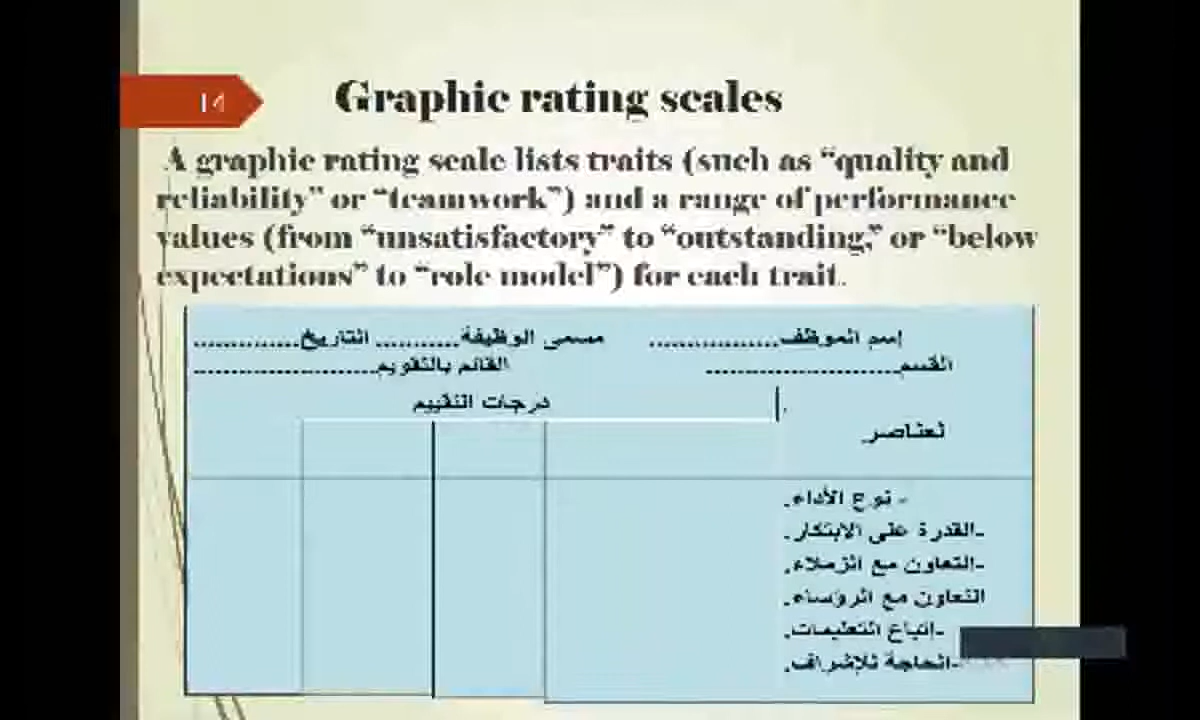 14
Graphic rating scales
A graphic rating scale lists traits (such as “quality and
reliability” or “teamwork”) and a range of performance
values (from “unsatisfactory” to “outstanding,” or “below
expectations” to “role model”) for each trait.
إسم الموظف................. مسمى الوظيفة........... التاريخ..............
القسم......................... القائم بالتقويم........................
درجات التقييم
لعناصر.
- نوع الأداء.
-القدرة على الابتكار.
-التعاون مع الزملاء.
التعاون مع الرؤساء.
-اتباع التعليمات.
-الحاجة للإشراف.